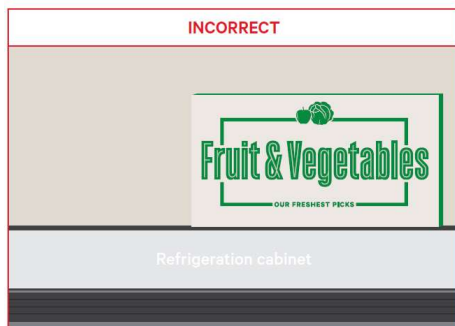 INCORRECT
Fruit & Vegetables
OUR FRESHEST PICKS
Refrigeration cabinet